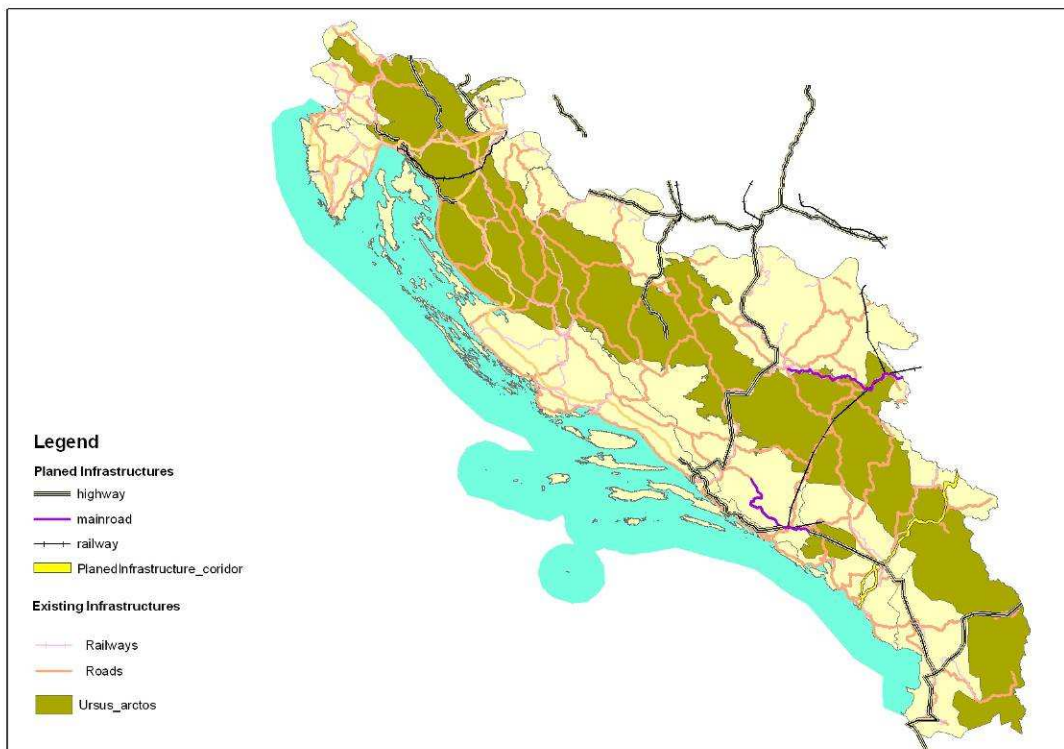 Legend
Planed Infrastructures
highway
mainroad
railway
PlanedInfrastructure_coridor
Existing Infrastructures
Railways
Roads
Ursus_arctos